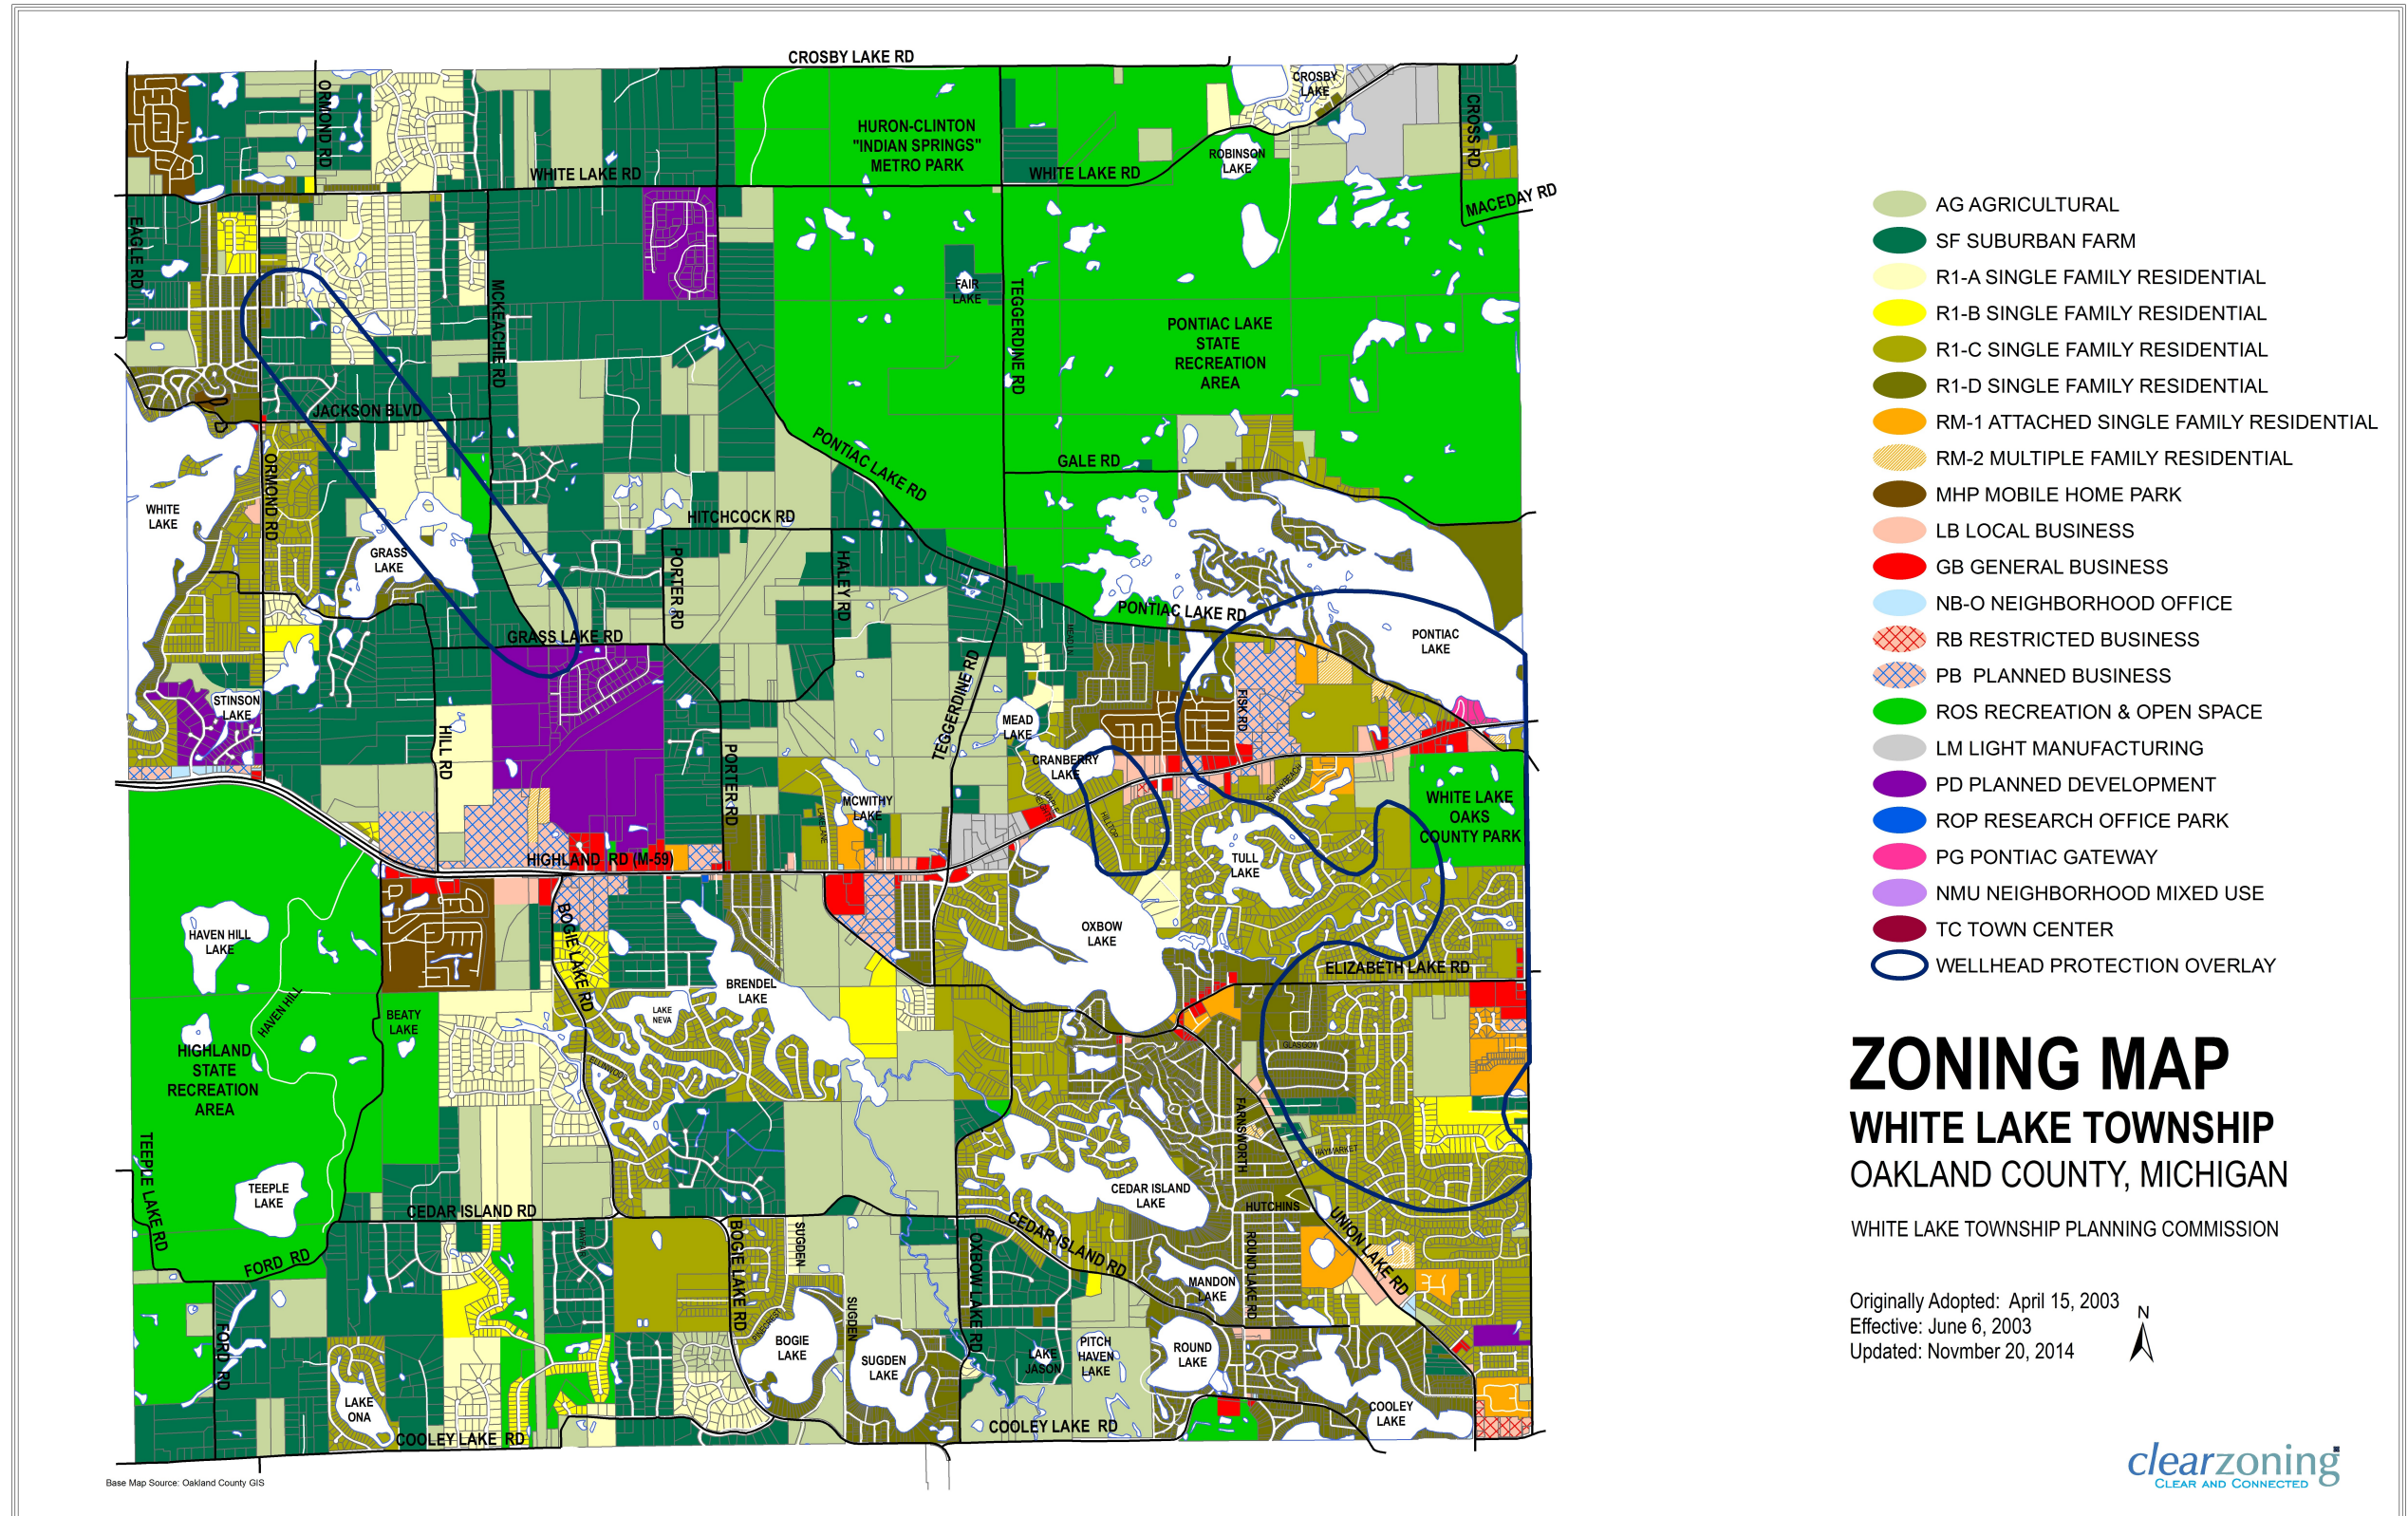 CROSBY LAKE RD
CROSBY
LAKE
ORMOND RD
CROSS RD
HURON-CLINTON
"INDIAN SPRINGS"
METRO PARK
WHITE LAKE RD
WHITE LAKE RD
ROBINSON
LAKE
MACEDAY RD
EAGLE RD
MCKEACHIE RD
FAIR
LAKE
TEGGERDINE RD
PONTIAC LAKE
STATE
RECREATION
AREA
JACKSON BLVD
PONTIAC LAKE RD
GALE RD
ORMOND RD
WHITE
LAKE
HITCHCOCK RD
GRASS
LAKE
PORTER RD
HALEY RD
PONTIAC LAKE RD
GRASS LAKE RD
MEADLN
PONTIAC
LAKE
TEGGERDINE RD
STINSON
LAKE
HILL RD
PORTER RD
MEAD
LAKE
FISK RD
CRANBERRY
LAKE
MAPLE
HEIGHTS
HILLTOP
SUNNYBEACH
MCWITHY
LAKE
LAKELANE
WHITE LAKE
OAKS
COUNTY PARK
HIGHLAND RD (M-59)
TULL
LAKE
BOGIE LAKE RD
HAVEN HILL
LAKE
OXBOW
LAKE
ELIZABETH LAKE RD
BRENDEL
LAKE
LAKE
NEVA
HAVEN HILL
BEATY
LAKE
HIGHLAND
STATE
RECREATION
AREA
ELLINWOOD
GLASGOW
FARNSWORTH
HAYMARKET
TEEPLE LAKE RD
TEEPLE
LAKE
CEDAR ISLAND
LAKE
CEDAR ISLAND RD
HUTCHINS
UNION LAKE RD
CEDAR ISLAND RD
FORD RD
MAYFAIR
BOGIE LAKE RD
SUGDEN
OXBOW LAKE RD
ROUND LAKE RD
MANDON
LAKE
FORD RD
PINECREST
BOGIE
LAKE
SUGDEN
SUGDEN
LAKE
LAKE
JASON
PITCH
HAVEN
LAKE
ROUND
LAKE
LAKE
ONA
COOLEY
LAKE
COOLEY LAKE RD
COOLEY LAKE RD
Base Map Source: Oakland County GIS
AG AGRICULTURAL
SF SUBURBAN FARM
R1-A SINGLE FAMILY RESIDENTIAL
R1-B SINGLE FAMILY RESIDENTIAL
R1-C SINGLE FAMILY RESIDENTIAL
R1-D SINGLE FAMILY RESIDENTIAL
RM-1 ATTACHED SINGLE FAMILY RESIDENTIAL
RM-2 MULTIPLE FAMILY RESIDENTIAL
MHP MOBILE HOME PARK
LB LOCAL BUSINESS
GB GENERAL BUSINESS
NB-O NEIGHBORHOOD OFFICE
RB RESTRICTED BUSINESS
PB PLANNED BUSINESS
ROS RECREATION & OPEN SPACE
LM LIGHT MANUFACTURING
PD PLANNED DEVELOPMENT
ROP RESEARCH OFFICE PARK
PG PONTIAC GATEWAY
NMU NEIGHBORHOOD MIXED USE
TC TOWN CENTER
WELLHEAD PROTECTION OVERLAY
ZONING MAP
WHITE LAKE TOWNSHIP
OAKLAND COUNTY, MICHIGAN
WHITE LAKE TOWNSHIP PLANNING COMMISSION
Originally Adopted: April 15, 2003
Effective: June 6, 2003
Updated: Novmber 20, 2014
N
clearzoning
CLEAR AND CONNECTED